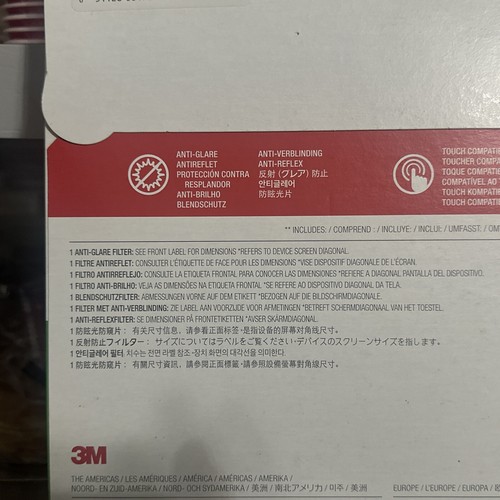 ANTI-GLARE
ANTIREFLET
PROTECCIÓN CONTRA
RESPLANDOR
ANTI-BRILHO
BLENDSCHUTZ
ANTI-VERBLINDING
ANTI-REFLEX
反射 (グレア) 防止
안티글레어
防眩光片
TOUCH COMPATI
TOUCHER COMPA
TOQUE COMPATI
COMPATÍVEL AO
TOUCH KOMPATI
TOUCH COMPATI
** INCLUDES: / COMPREND : / INCLUYE: / INCLUI: / UMFASST: / OM
1 ANTI-GLARE FILTER: SEE FRONT LABEL FOR DIMENSIONS *REFERS TO DEVICE SCREEN DIAGONAL.
1 FILTRE ANTIREFLET: CONSULTER L'ÉTIQUETTE DE FACE POUR LES DIMENSIONS *VISE DISPOSTIF DIAGONALE DE L'ÉCRAN.
1 FILTRO ANTIRREFLEJO: CONSULTE LA ETIQUETA FRONTAL PARA CONOCER LAS DIMENSIONES *REFIERE A DIAGONAL PANTALLA DEL DISPOSITIVO.
1 FILTRO ANTI-BRILHO: VEJA AS DIMENSÕES NA ETIQUETA FRONTAL *SE REFERE AO DISPOSITIVO DIAGONAL DA TELA.
1 BLENDSCHUTZFILTER: ABMESSUNGEN VORNE AUF DEM ETIKETT *BEZOGEN AUF DIE BILDSCHIRMDIAGONALE.
1 FILTER MET ANTI-VERBLINDING: ZIE LABEL AAN VOORZIJDE VOOR AFMETINGEN *BETREFT SCHERMDIAGONAAL VAN HET TOESTEL.
1 ANTI-REFLEXFILTER: SE DIMENSIONER PÅ FRONTETIKETTEN *AVSER SKÄRMDIAGONAL.
1 防眩光防窥片： 有关尺寸信息，请参看正面标签 *是指设备的屏幕对角线尺寸。
1 反射防止フィルター： サイズについてはラベルをご覧ください *デバイスのスクリーンサイズを指します。
1 안티글레어 필터: 치수는 전면 라벨 참조 *장치 화면의 대각선을 의미한다.
1 防眩光防窺片： 有關尺寸資訊，請參閱正面標籤 *請參照設備螢幕對角線尺寸。
3M
THE AMERICAS / LES AMÉRIQUES / AMÉRICA / AMÉRICAS / AMERIKA /
NOORD- EN ZUID-AMERIKA / NORD- OCH SYDAMERIKA / 美洲 / 南北アメリカ / 미주 / 美洲
EUROPE / L'EUROPE / EUROPA /